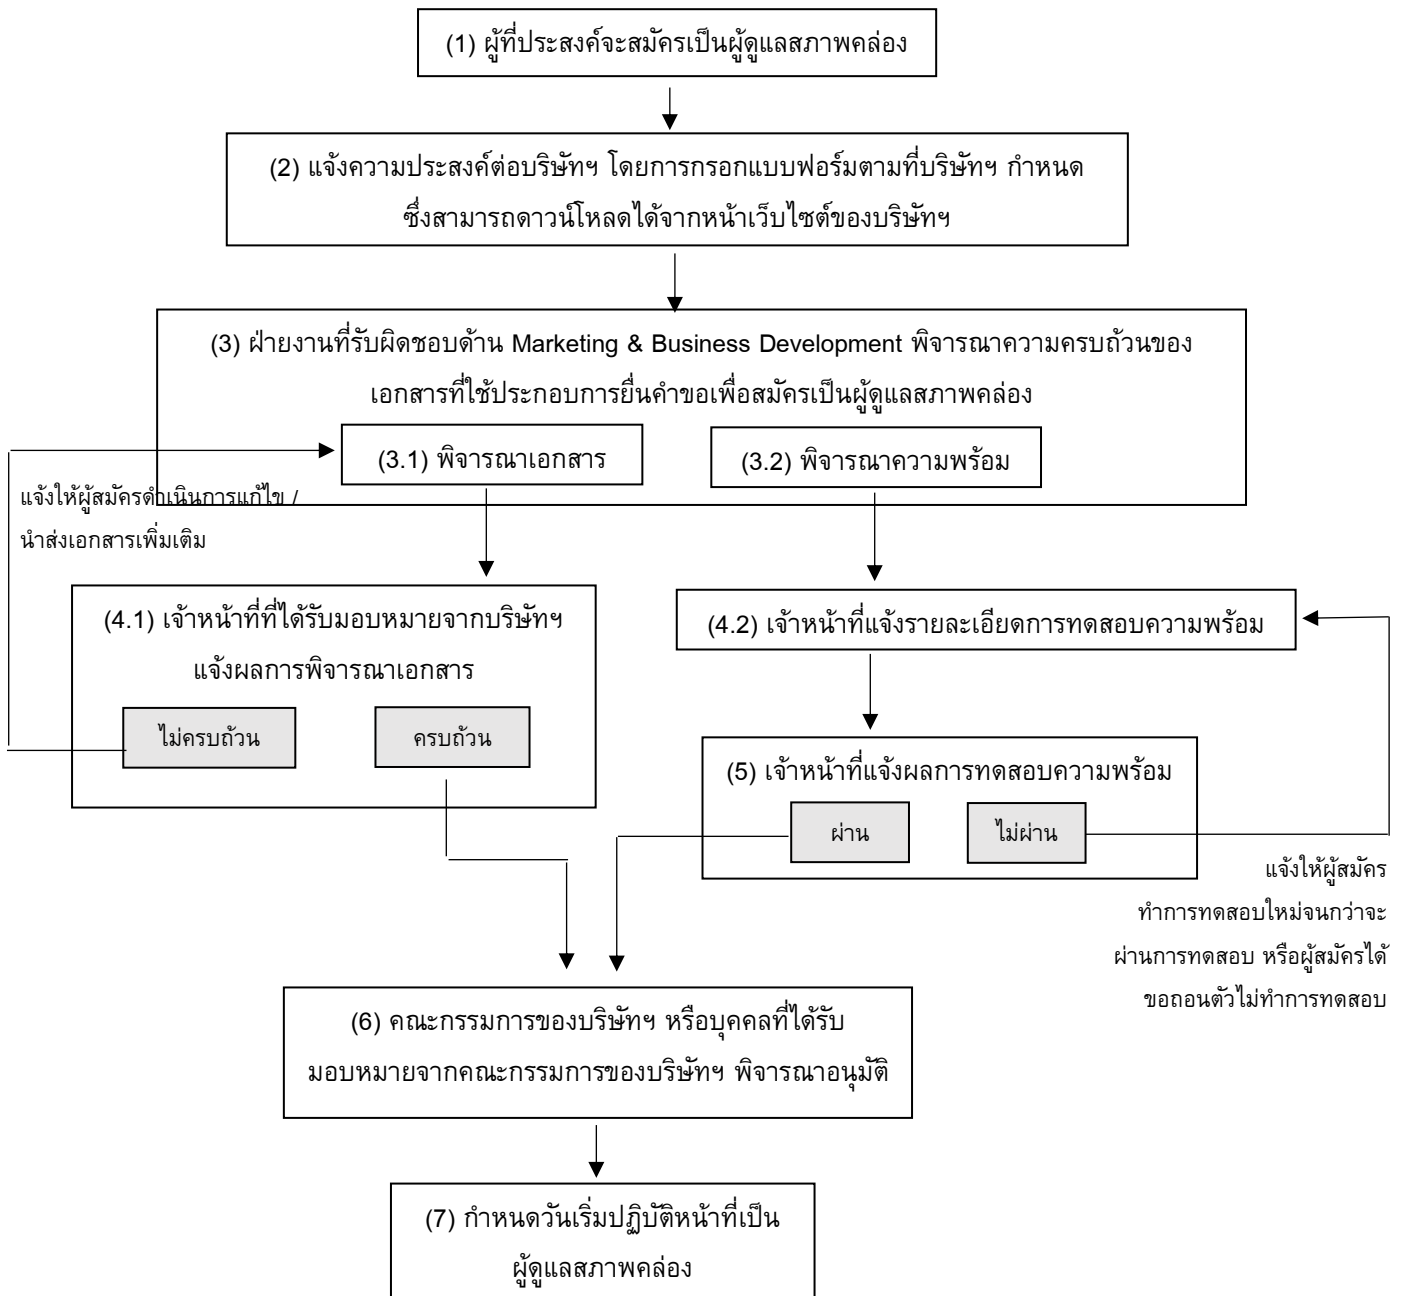 (1) ผู้ที่ประสงค์จะสมัครเป็นผู้ดูแลสภาพคล่อง
(2) แจ้งความประสงค์ต่อบริษัทฯ โดยการกรอกแบบฟอร์มตามที่บริษัทฯ กำหนด
ซึ่งสามารถดาวน์โหลดได้จากหน้าเว็บไซต์ของบริษัทฯ
(3) ฝ่ายงานที่รับผิดชอบด้าน Marketing & Business Development พิจารณาความครบถ้วนของ
เอกสารที่ใช้ประกอบการยื่นคำขอเพื่อสมัครเป็นผู้ดูแลสภาพคล่อง
(3.1) พิจารณาเอกสาร
(3.2) พิจารณาความพร้อม
แจ้งให้ผู้สมัครดำเนินการแก้ไข /
นำส่งเอกสารเพิ่มเติม
(4.1) เจ้าหน้าที่ที่ได้รับมอบหมายจากบริษัทฯ
แจ้งผลการพิจารณาเอกสาร
ไม่ครบถ้วน
ครบถ้วน
(4.2) เจ้าหน้าที่แจ้งรายละเอียดการทดสอบความพร้อม
(5) เจ้าหน้าที่แจ้งผลการทดสอบความพร้อม
ผ่าน
ไม่ผ่าน
แจ้งให้ผู้สมัคร
ทำการทดสอบใหม่จนกว่าจะ
ผ่านการทดสอบ หรือผู้สมัครได้
ขอถอนตัวไม่ทำการทดสอบ
(6) คณะกรรมการของบริษัทฯ หรือบุคคลที่ได้รับ
มอบหมายจากคณะกรรมการของบริษัทฯ พิจารณาอนุมัติ
(7) กำหนดวันเริ่มปฏิบัติหน้าที่เป็น
ผู้ดูแลสภาพคล่อง